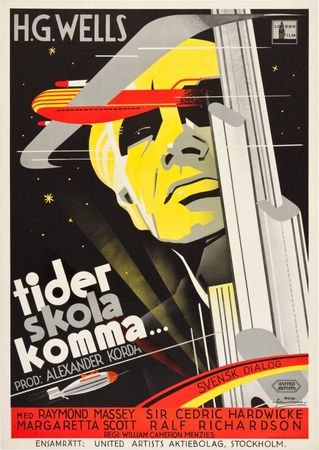 H.G. WELLS
LONDON
FILM
tider
skola
komma...
PROD: ALEXANDER KORDA
SVENSK DIALOG
UNITED
ARTISTS
MED RAYMOND MASSEY SIR CEDRIC HARDWICKE
MARGARETTA SCOTT RALF RICHARDSON
REGI: WILLIAM CAMERON MENZIES
ENSAMRÄTT: UNITED ARTISTS AKTIEBOLAG, STOCKHOLM.